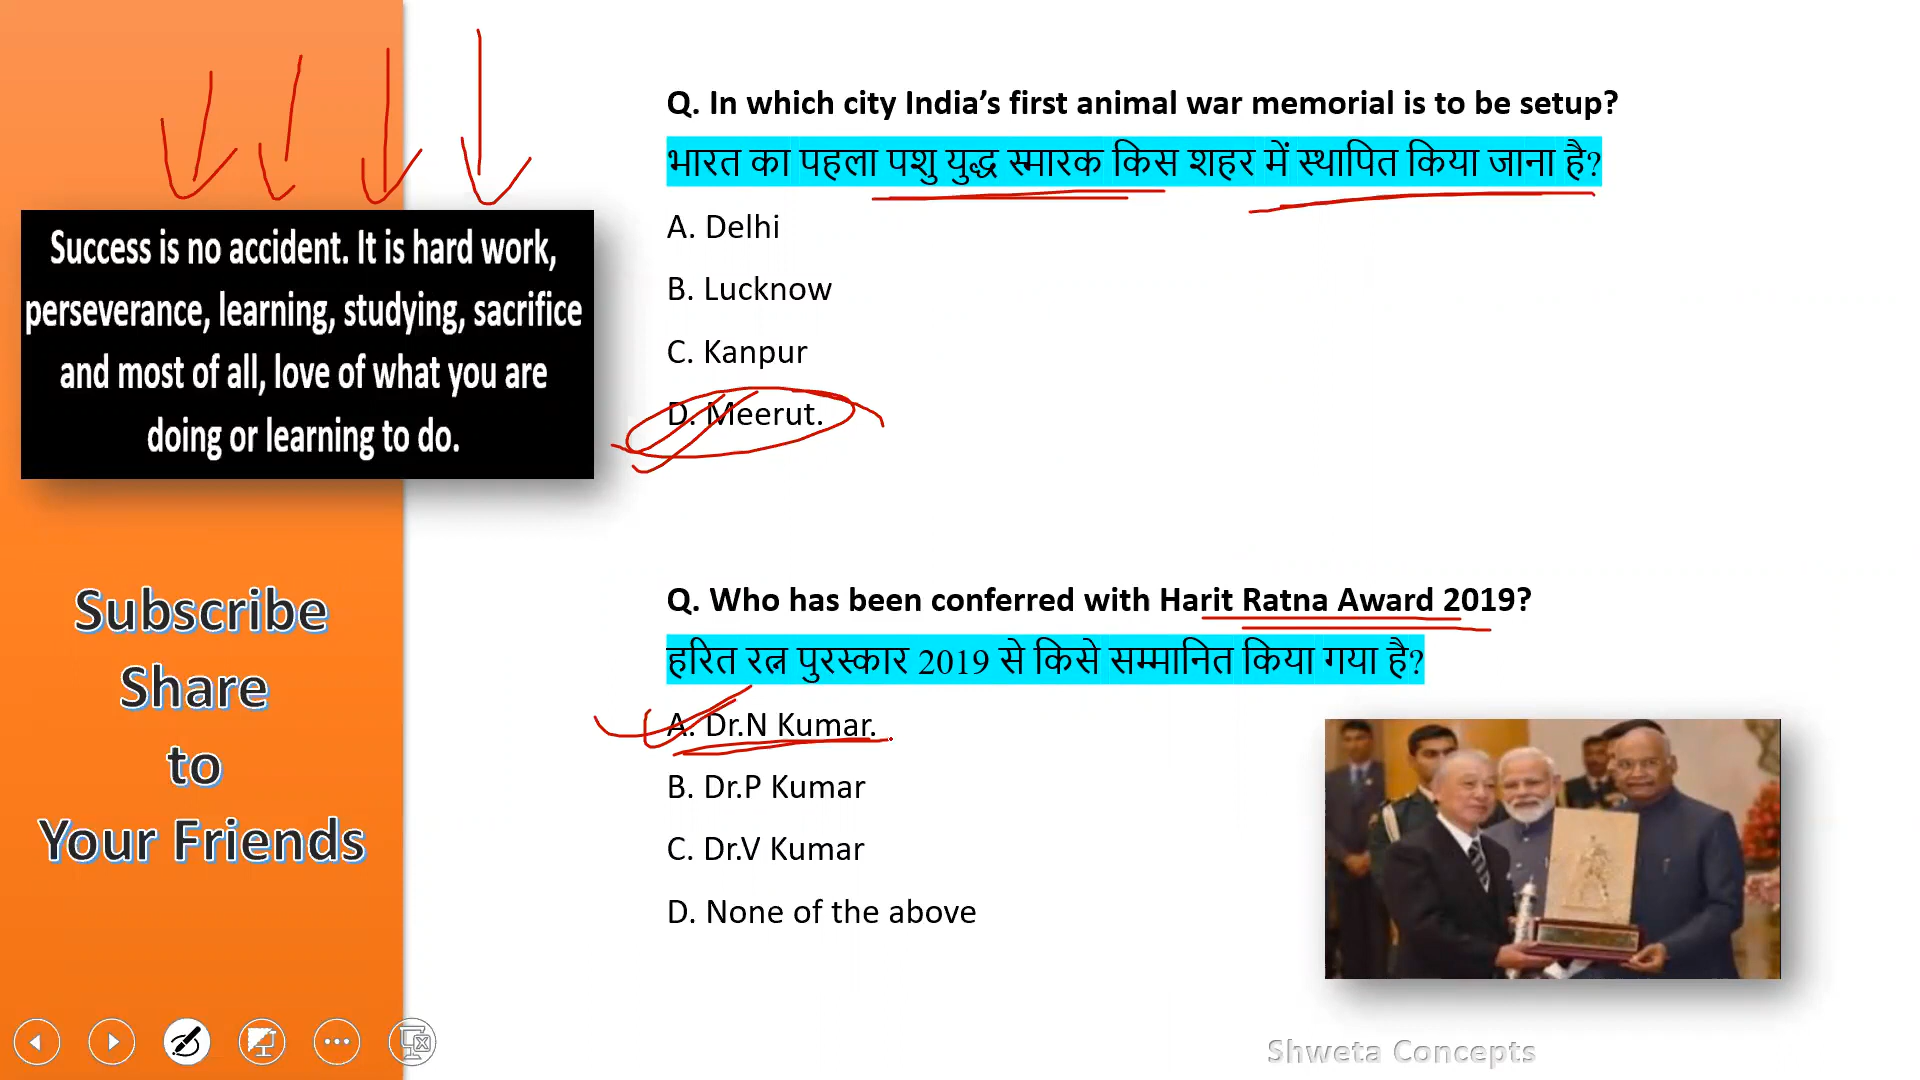 Success is no accident. It is hard work,
perseverance, learning, studying, sacrifice
and most of all, love of what you are
doing or learning to do.
Subscribe
Share
to
Your Friends
Q. In which city India’s first animal war memorial is to be setup?
भारत का पहला पशु युद्ध स्मारक किस शहर में स्थापित किया जाना है?
A. Delhi
B. Lucknow
C. Kanpur
D. Meerut.
Q. Who has been conferred with Harit Ratna Award 2019?
हरित रत्न पुरस्कार 2019 से किसे सम्मानित किया गया है?
A. Dr.N Kumar.
B. Dr.P Kumar
C. Dr.V Kumar
D. None of the above
Shweta Concepts